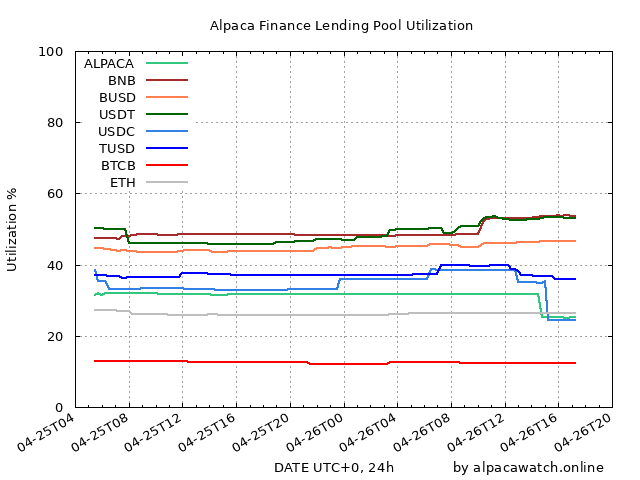 Alpaca Finance Lending Pool Utilization
100
80
60
40
20
0
Utilization %
ALPACA
BNB
BUSD
USDT
USDC
TUSD
BTCB
ETH
04-25T04
04-25T08
04-25T12
04-25T16
04-25T20
04-26T00
04-26T04
04-26T08
04-26T12
04-26T16
04-26T20
DATE UTC+0, 24h
by alpacawatch.online